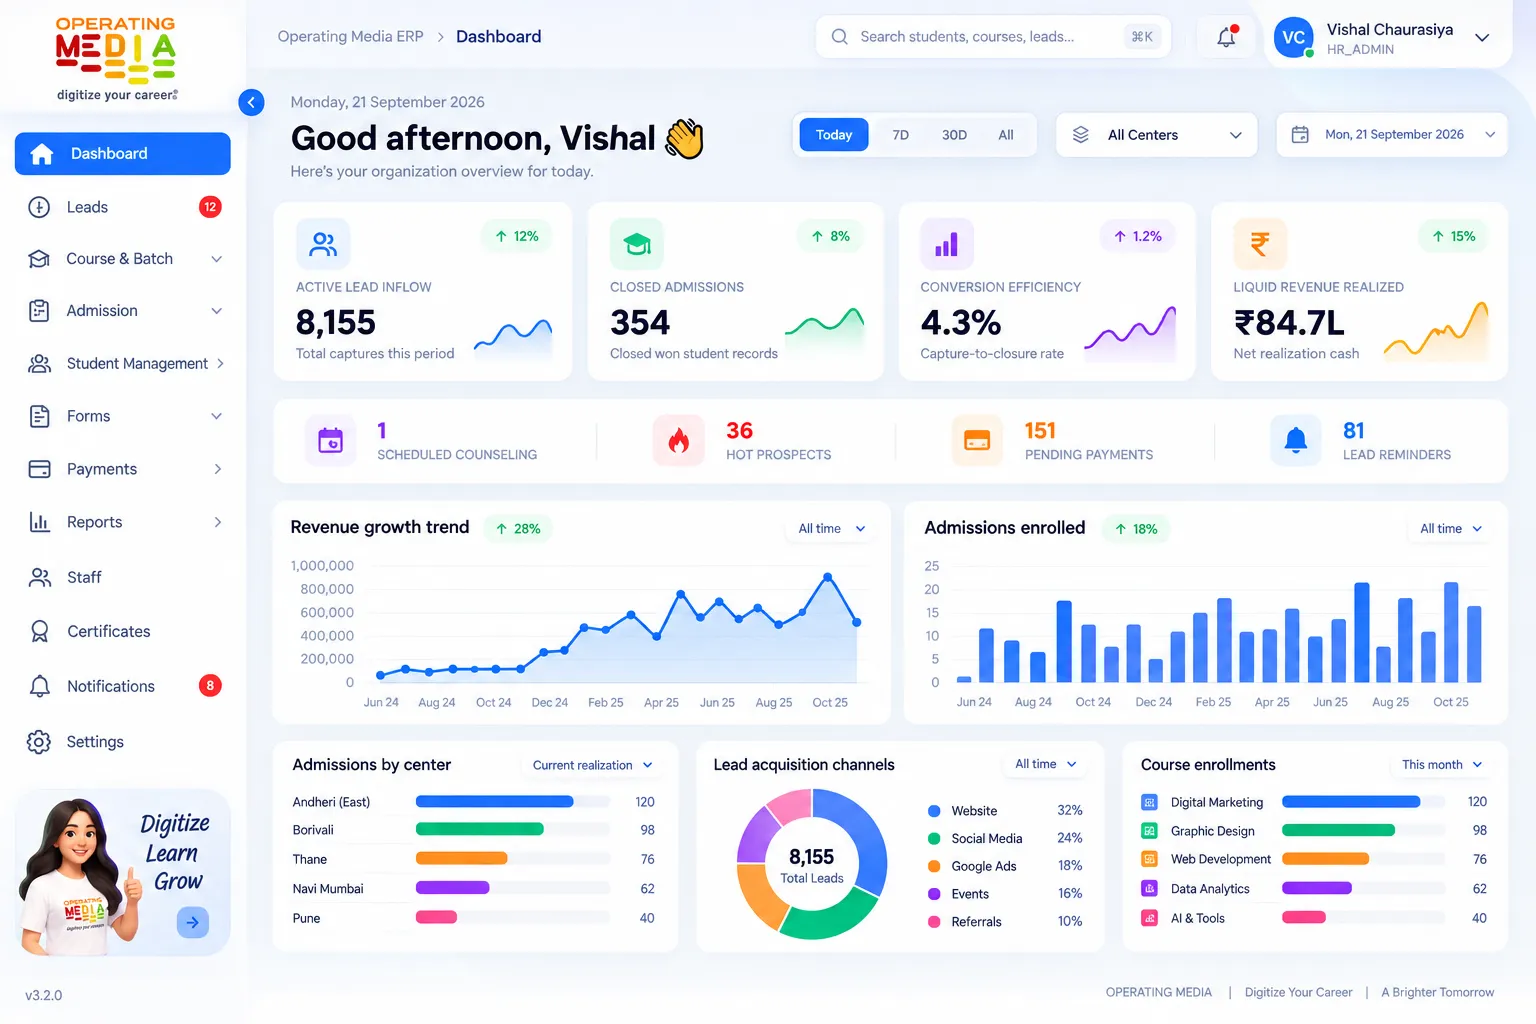 OPERATING
MEDIA
digitize your career
Operating Media ERP > Dashboard
Search students, courses, leads...
⌘K
VC
Vishal Chaurasiya
HR_ADMIN
Dashboard
Leads
12
Course & Batch
Admission
Student Management
Forms
Payments
Reports
Staff
Certificates
Notifications
8
Settings
Digitize
Learn
Grow
OPERATING
MEDIA
v3.2.0
Monday, 21 September 2026
Good afternoon, Vishal 👋
Here's your organization overview for today.
Today
7D
30D
All
All Centers
Mon, 21 September 2026
↑ 12%
ACTIVE LEAD INFLOW
8,155
Total captures this period
↑ 8%
CLOSED ADMISSIONS
354
Closed won student records
↑ 1.2%
CONVERSION EFFICIENCY
4.3%
Capture-to-closure rate
₹
↑ 15%
LIQUID REVENUE REALIZED
₹84.7L
Net realization cash
1
SCHEDULED COUNSELING
36
HOT PROSPECTS
151
PENDING PAYMENTS
81
LEAD REMINDERS
Revenue growth trend
↑ 28%
All time
1,000,000
800,000
600,000
400,000
200,000
0
Jun 24 Aug 24 Oct 24 Dec 24 Feb 25 Apr 25 Jun 25 Aug 25 Oct 25
Admissions enrolled
↑ 18%
All time
25
20
15
10
5
0
Jun 24 Aug 24 Oct 24 Dec 24 Feb 25 Apr 25 Jun 25 Aug 25 Oct 25
Admissions by center
Current realization
Andheri (East) 120
Borivali 98
Thane 76
Navi Mumbai 62
Pune 40
Lead acquisition channels
All time
8,155
Total Leads
Website 32%
Social Media 24%
Google Ads 18%
Events 16%
Referrals 10%
Course enrollments
This month
Digital Marketing 120
Graphic Design 98
Web Development 76
Data Analytics 62
AI & Tools 40
OPERATING MEDIA | Digitize Your Career | A Brighter Tomorrow